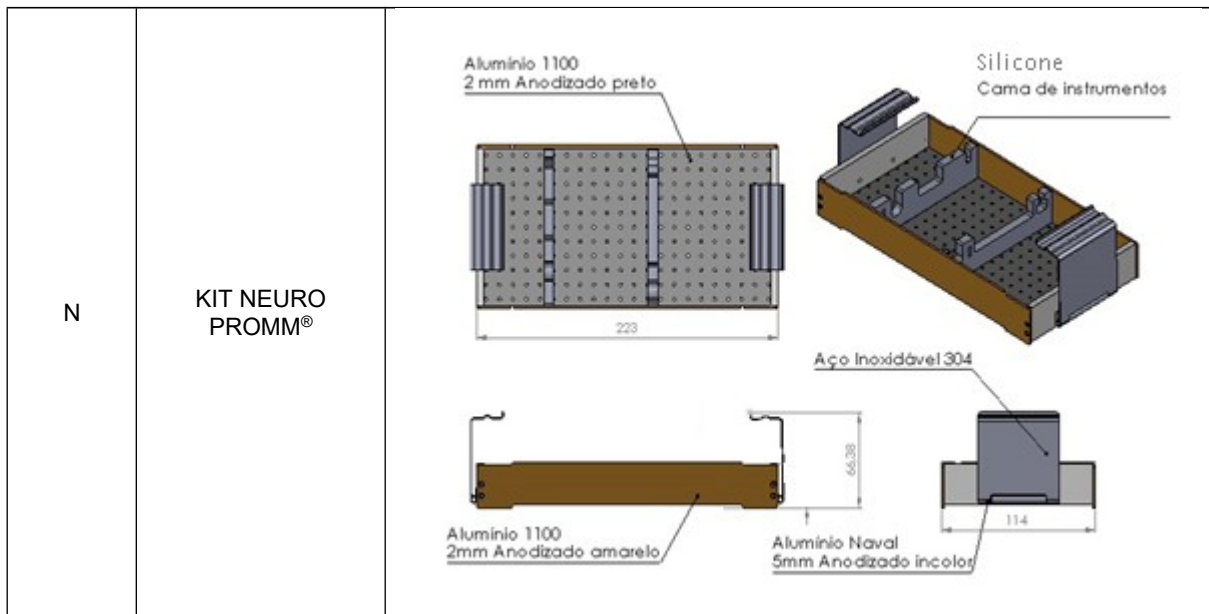 N
KIT NEURO
PROMM®
Alumínio 1100
2 mm Anodizado preto
Silicone
Cama de instrumentos
223
Aço Inoxidável 304
66,38
Alumínio 1100
2mm Anodizado amarelo
Alumínio Naval
5mm Anodizado incolor
114